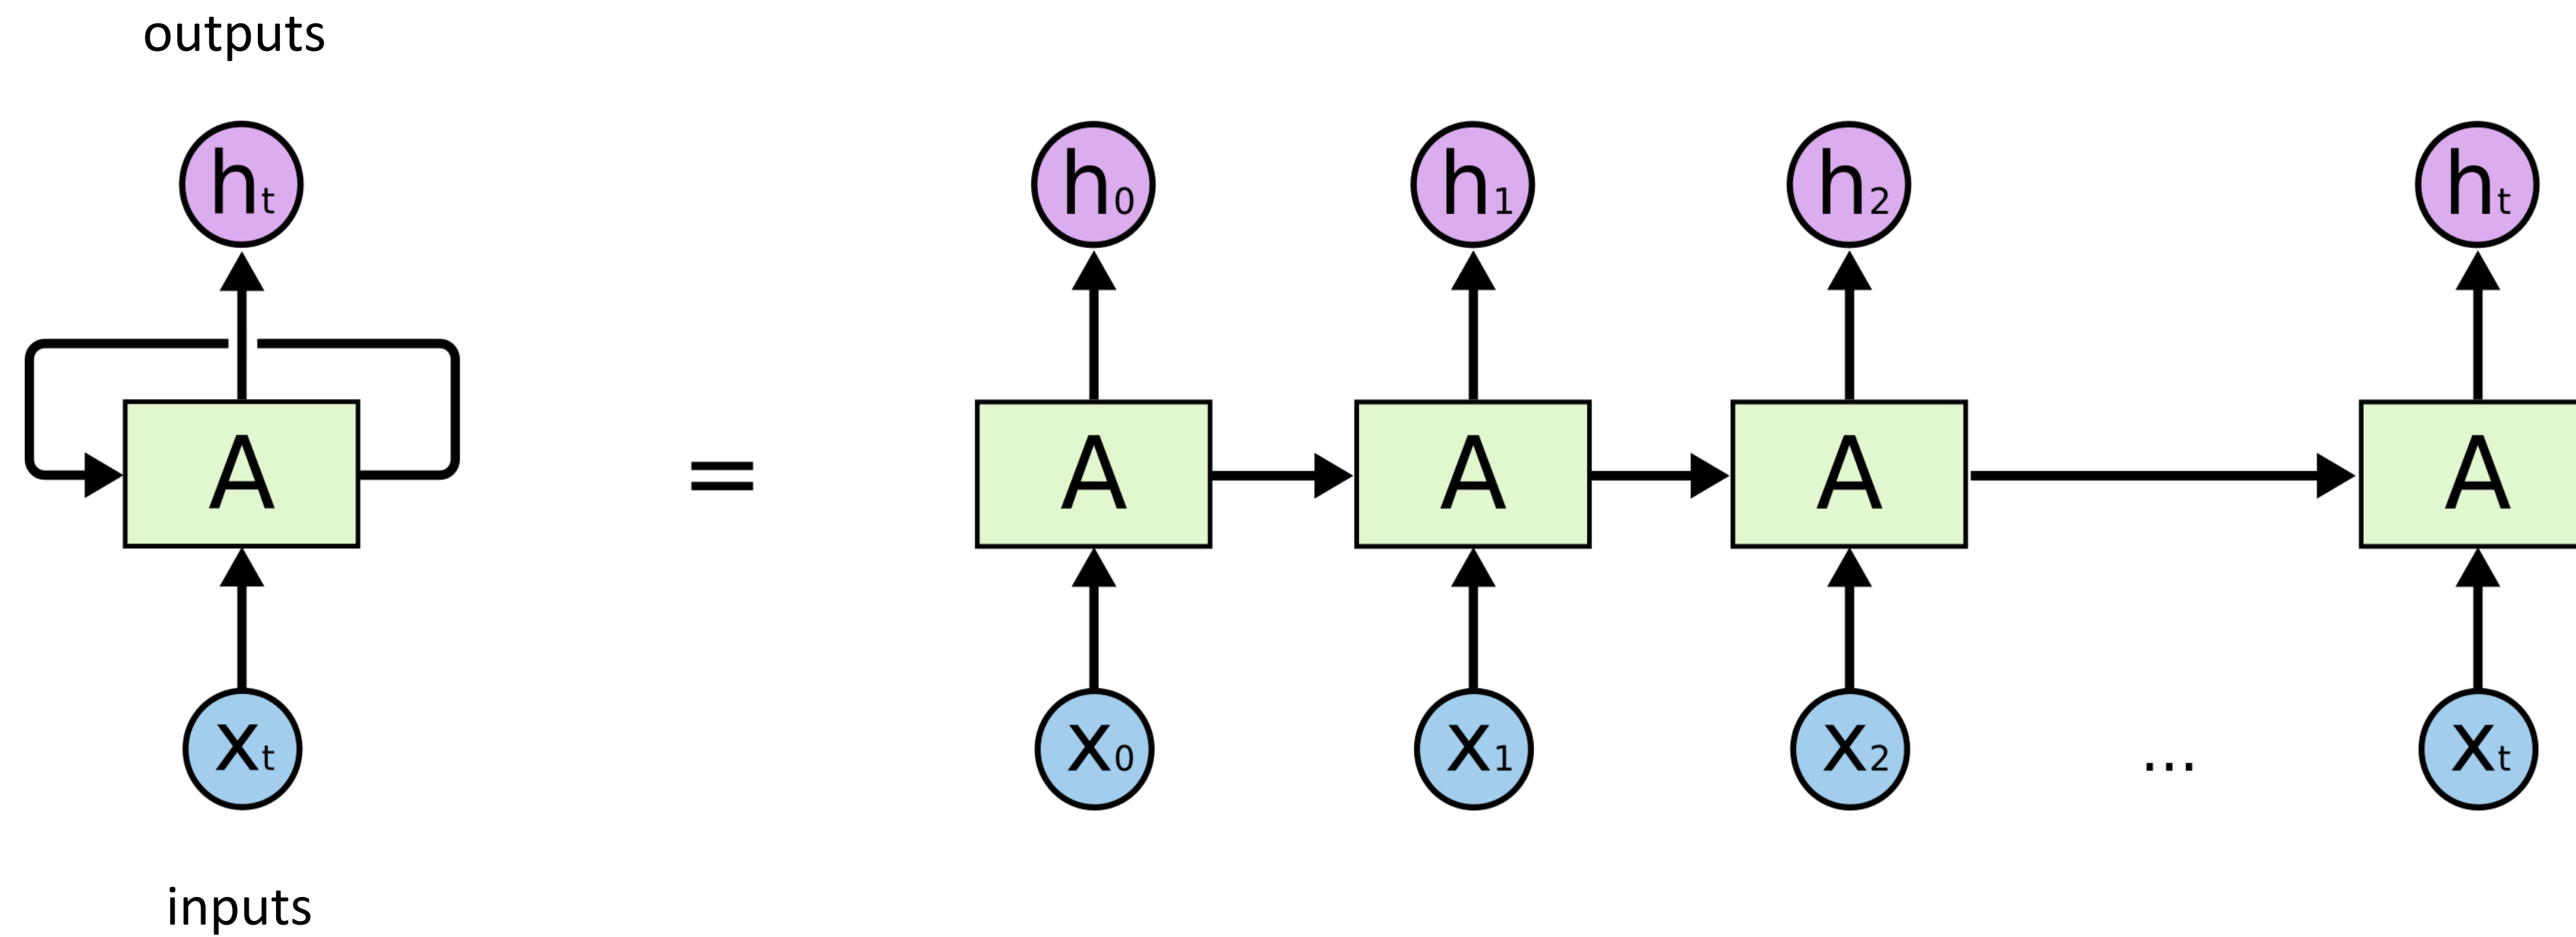 outputs
hₜ h₀ h₁ h₂ hₜ
A = A A A A
xₜ x₀ x₁ x₂ ... xₜ
inputs